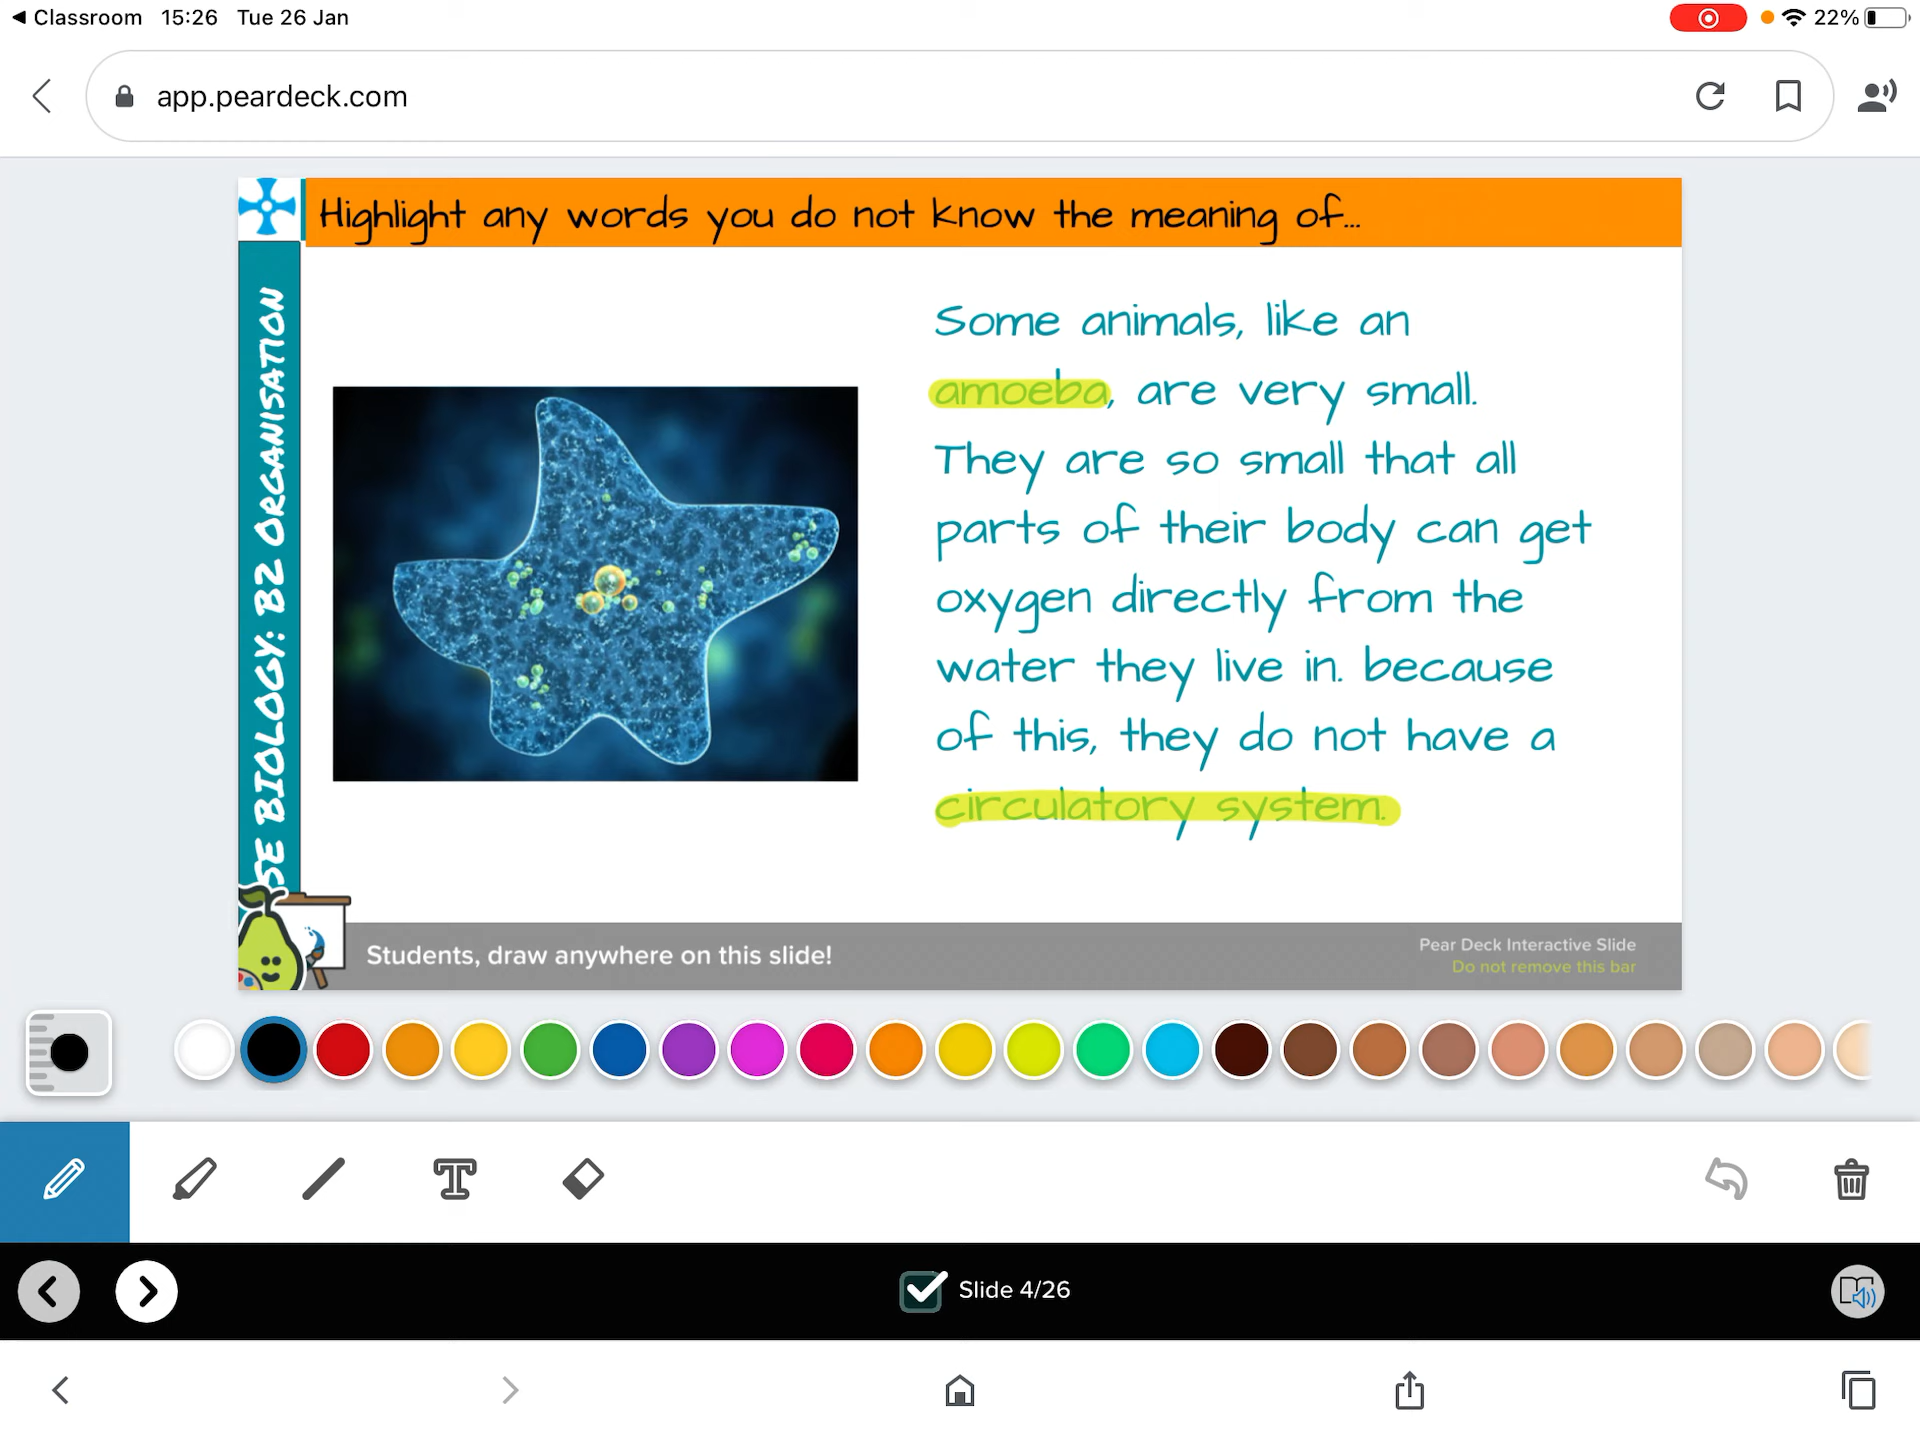 Classroom 15:26 Tue 26 Jan
22%
app.peardeck.com
Highlight any words you do not know the meaning of...
SE BIOLOGY: B2 ORGANISATION
Some animals, like an
amoeba, are very small.
They are so small that all
parts of their body can get
oxygen directly from the
water they live in. because
of this, they do not have a
circulatory system.
Students, draw anywhere on this slide!
Pear Deck Interactive Slide
Do not remove this bar
Slide 4/26